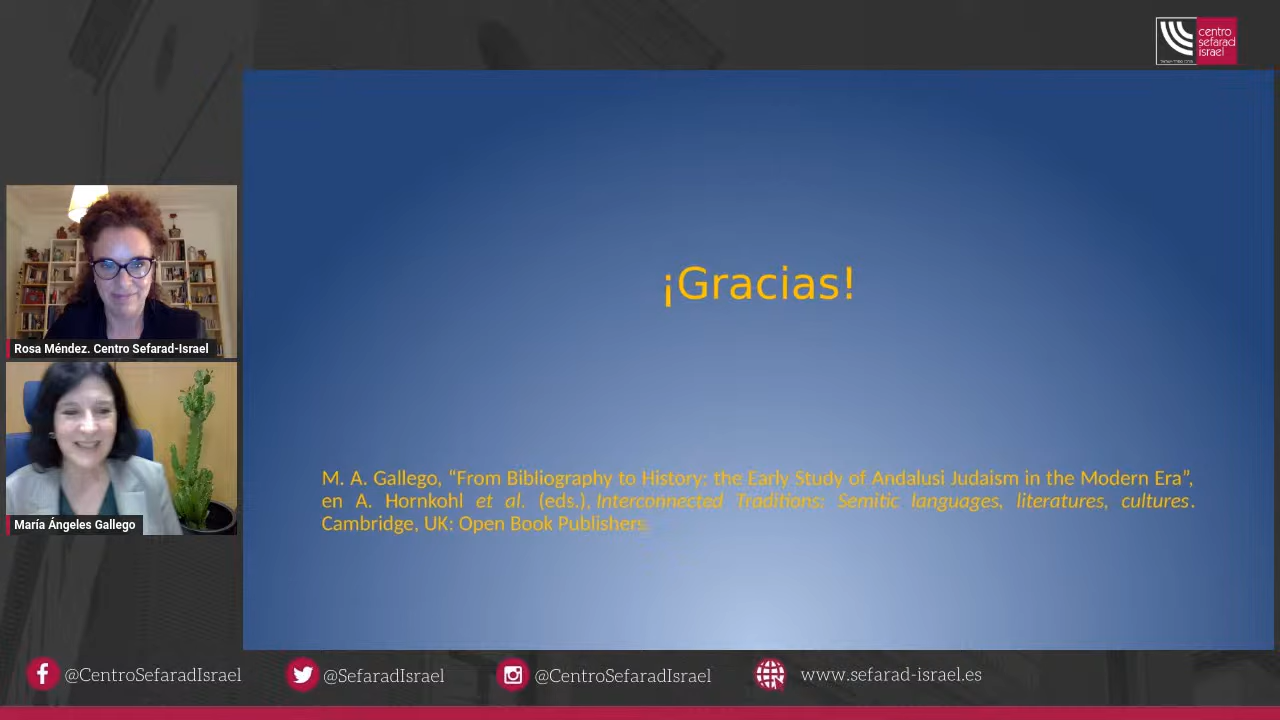 centro
sefarad
israel
¡Gracias!
Rosa Méndez. Centro Sefarad-Israel
M. A. Gallego, “From Bibliography to History: the Early Study of Andalusi Judaism in the Modern Era”,
en A. Hornkohl et al. (eds.), Interconnected Traditions: Semitic languages, literatures, cultures.
Cambridge, UK: Open Book Publishers.
María Ángeles Gallego
@CentroSefaradIsrael
@SefaradIsrael
@CentroSefaradIsrael
www.sefarad-israel.es